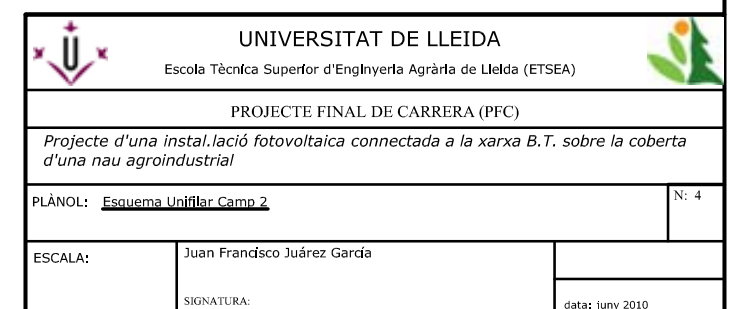 UNIVERSITAT DE LLEIDA
Escola Tècnica Superior d'Enginyeria Agrària de Lleida (ETSEA)
PROJECTE FINAL DE CARRERA (PFC)
Projecte d'una instal.lació fotovoltaica connectada a la xarxa B.T. sobre la coberta
d'una nau agroindustrial
PLÀNOL: Esquema Unifilar Camp 2
N: 4
ESCALA:
Juan Francisco Juárez García
SIGNATURA:
data: juny 2010